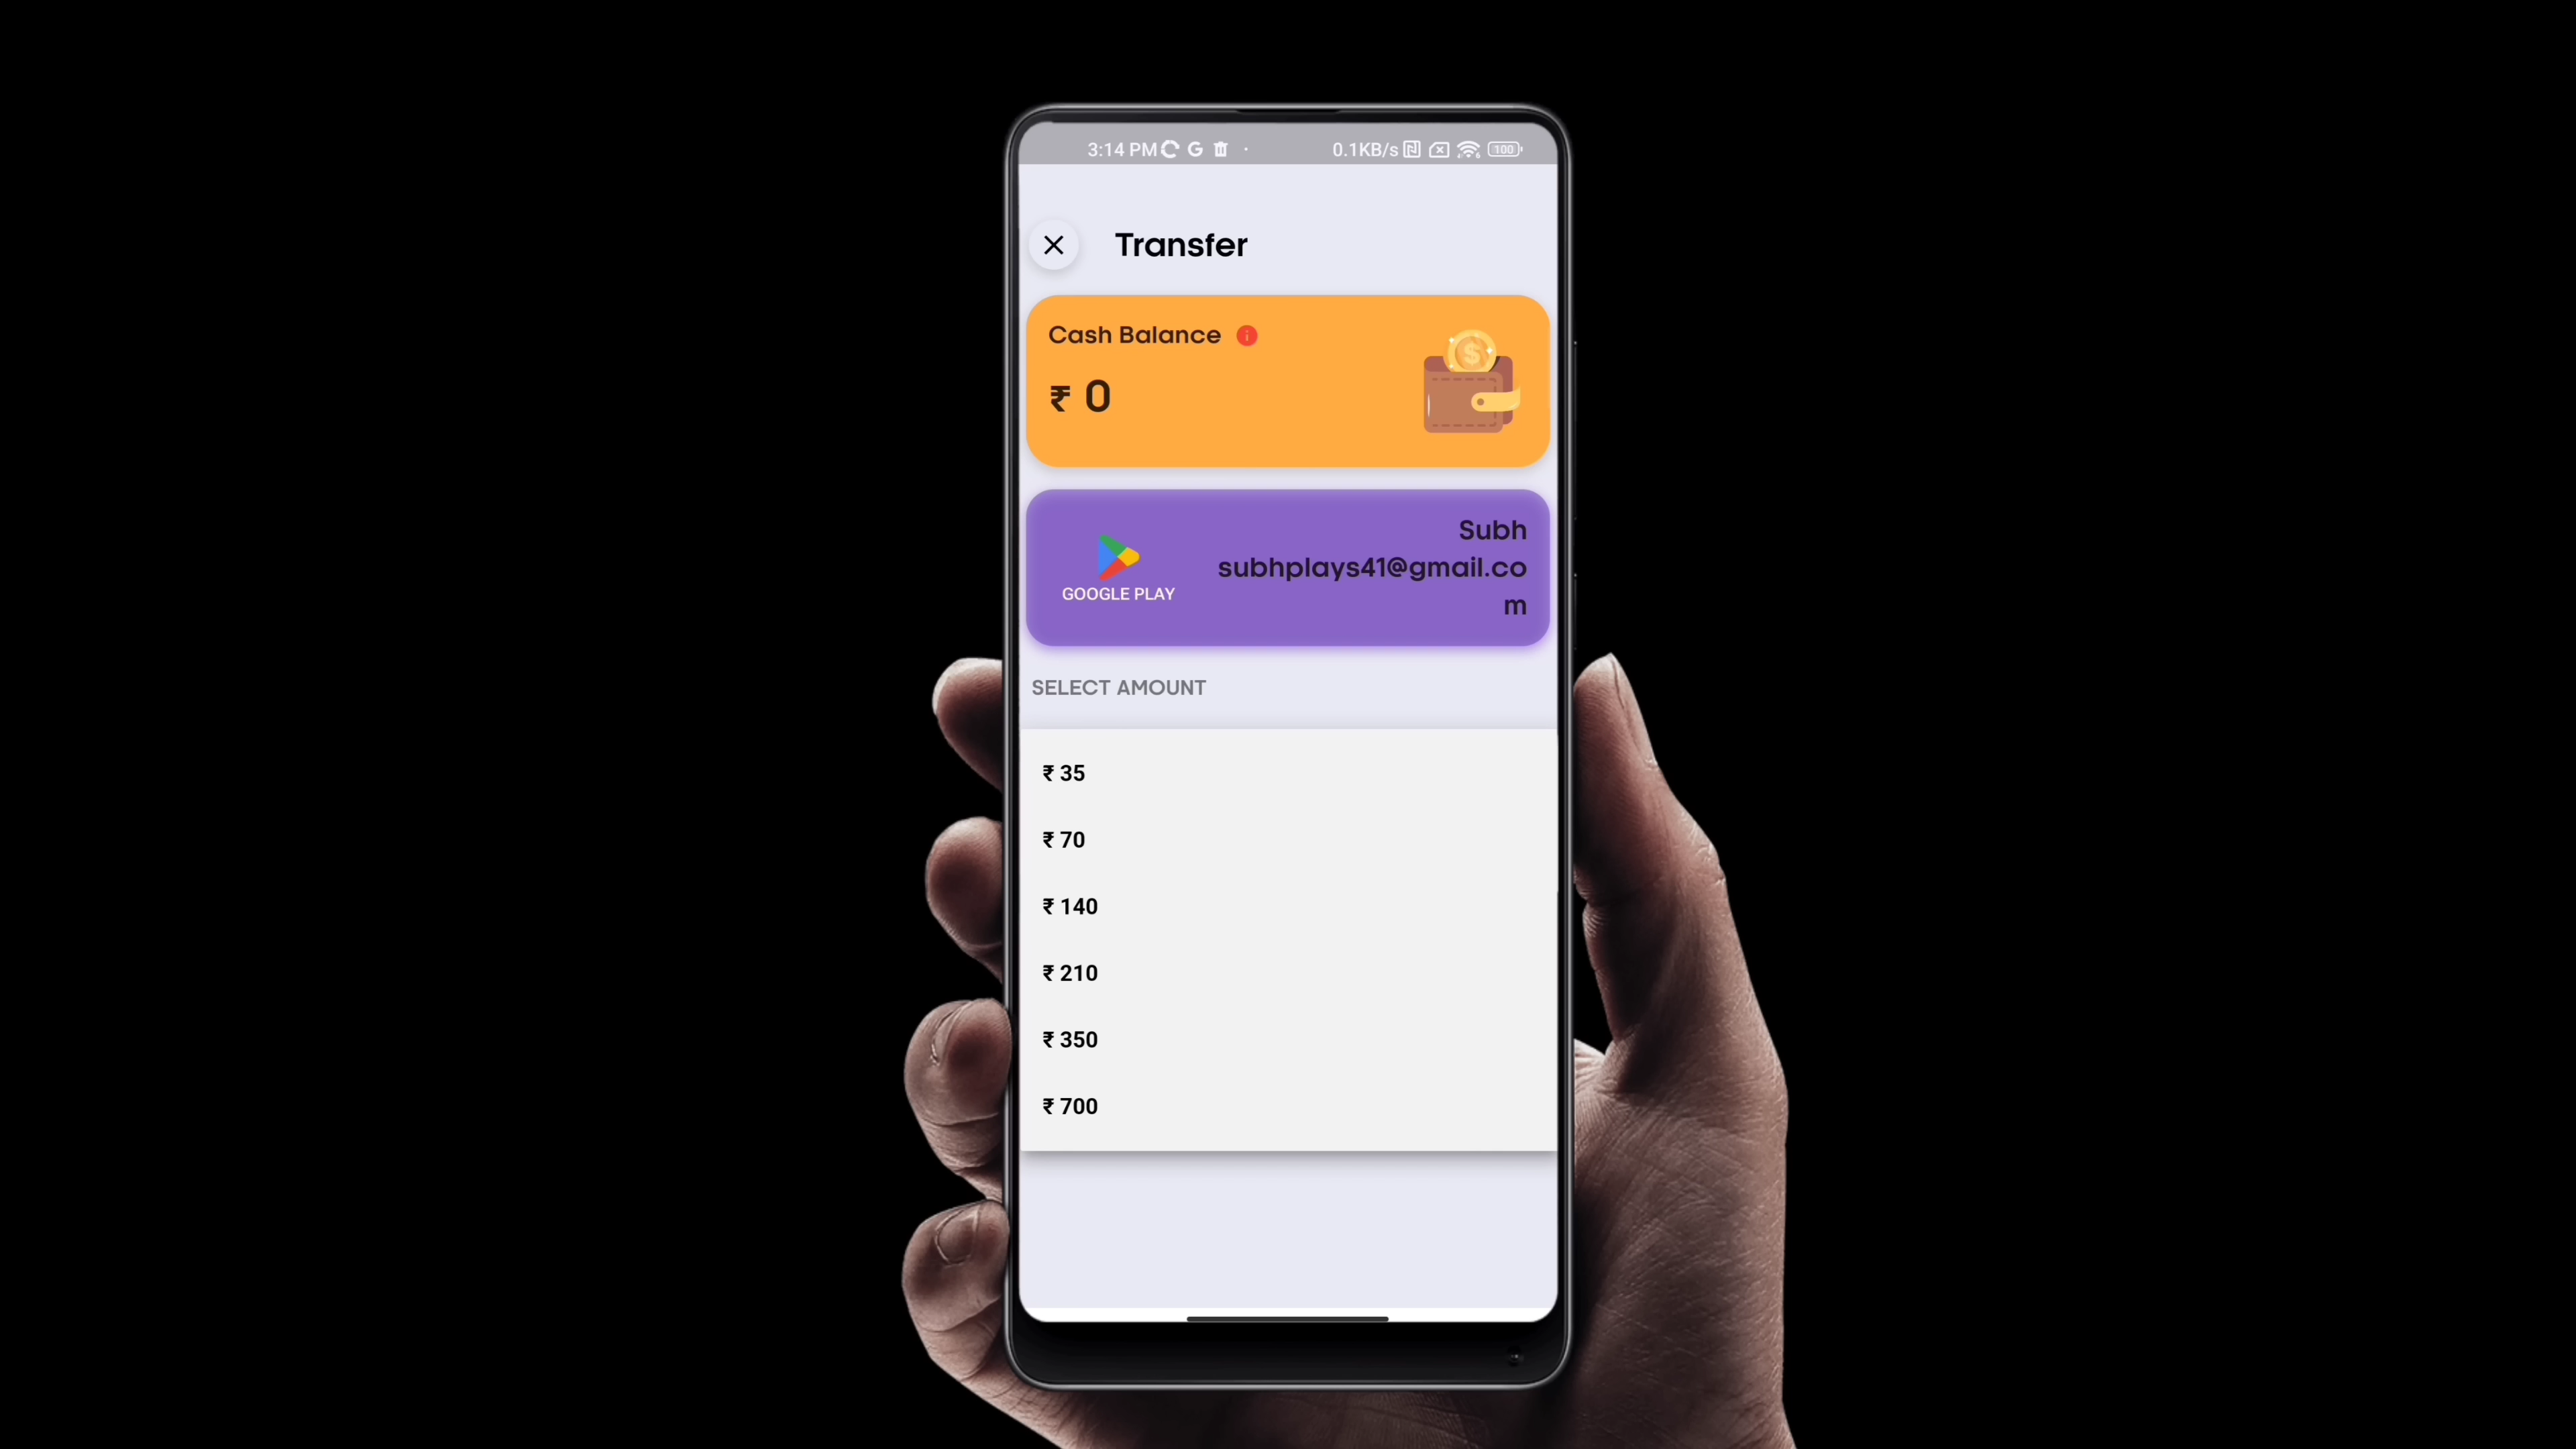 3:14 PM
0.1KB/s
100
Transfer
Cash Balance
₹ 0
Subh
subhplays41@gmail.co
m
GOOGLE PLAY
SELECT AMOUNT
₹ 35
₹ 70
₹ 140
₹ 210
₹ 350
₹ 700